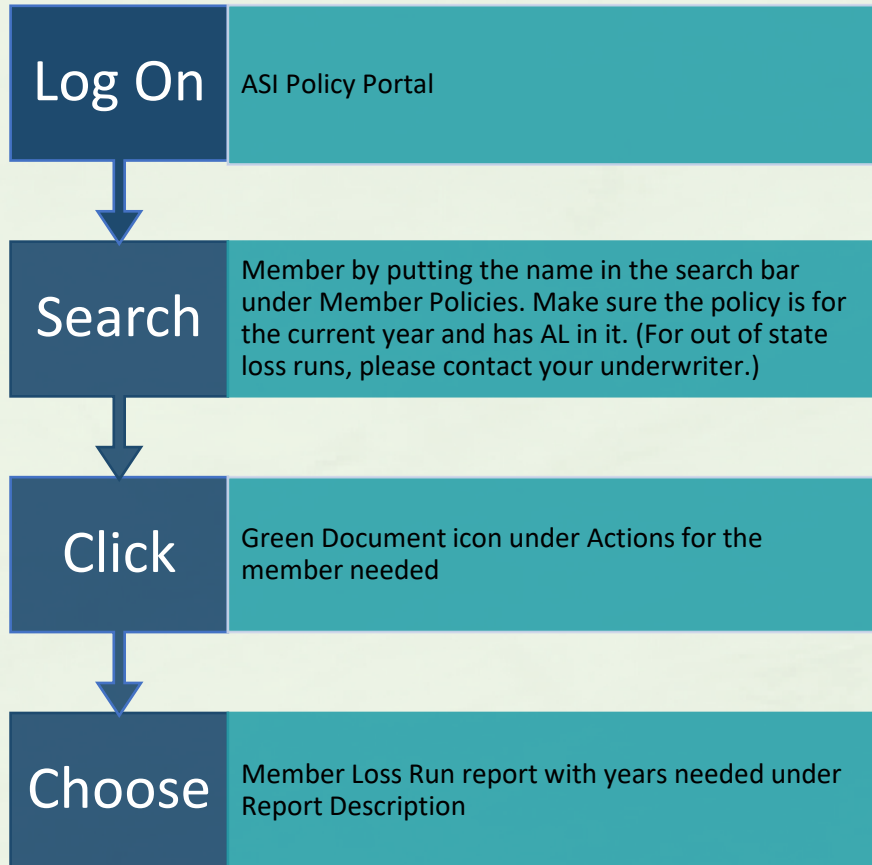 Log On
ASI Policy Portal
Search
Member by putting the name in the search bar
under Member Policies. Make sure the policy is for
the current year and has AL in it. (For out of state
loss runs, please contact your underwriter.)
Click
Green Document icon under Actions for the
member needed
Choose
Member Loss Run report with years needed under
Report Description